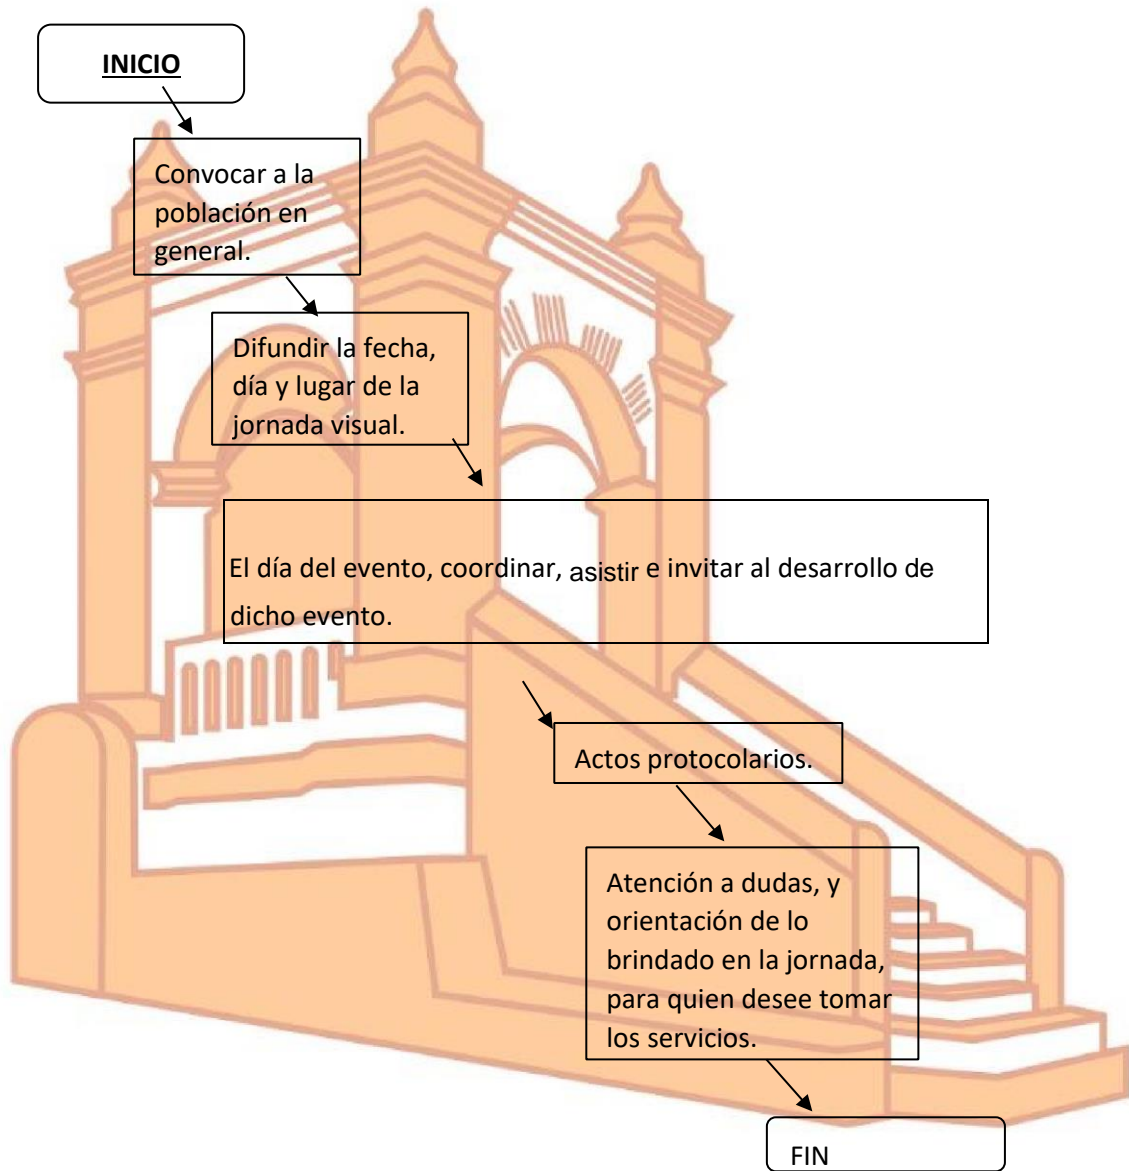 INICIO
Convocar a la
población en
general.
Difundir la fecha,
día y lugar de la
jornada visual.
El día del evento, coordinar, asistir e invitar al desarrollo de
dicho evento.
Actos protocolarios.
Atención a dudas, y
orientación de lo
brindado en la jornada,
para quien desee tomar
los servicios.
FIN